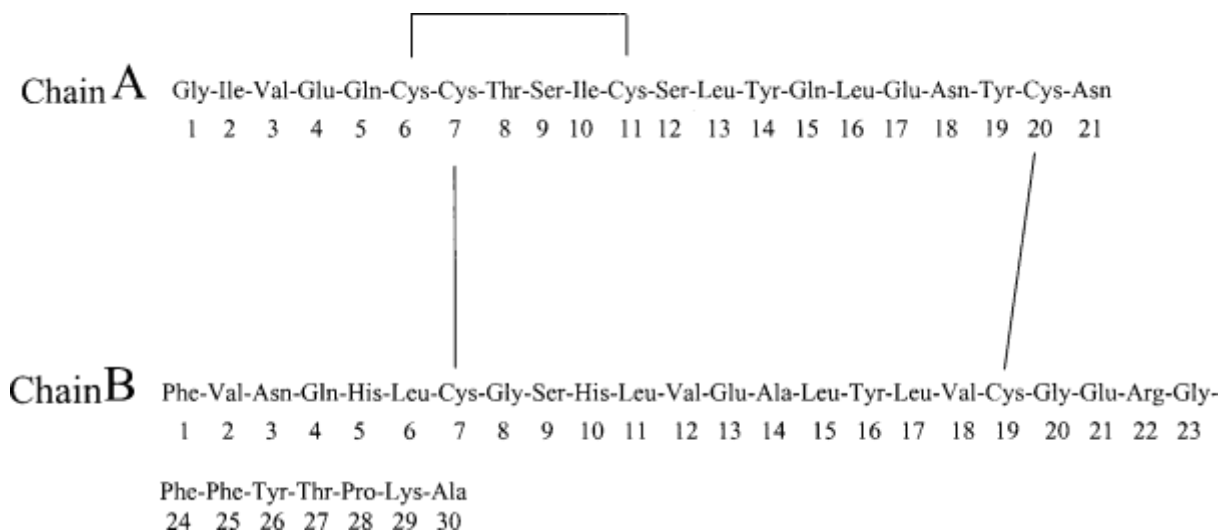 Chain A Gly-Ile-Val-Glu-Gln-Cys-Cys-Thr-Ser-Ile-Cys-Ser-Leu-Tyr-Gln-Leu-Glu-Asn-Tyr-Cys-Asn
1 2 3 4 5 6 7 8 9 10 11 12 13 14 15 16 17 18 19 20 21
Chain B Phe-Val-Asn-Gln-His-Leu-Cys-Gly-Ser-His-Leu-Val-Glu-Ala-Leu-Tyr-Leu-Val-Cys-Gly-Glu-Arg-Gly-
1 2 3 4 5 6 7 8 9 10 11 12 13 14 15 16 17 18 19 20 21 22 23
Phe-Phe-Tyr-Thr-Pro-Lys-Ala
24 25 26 27 28 29 30